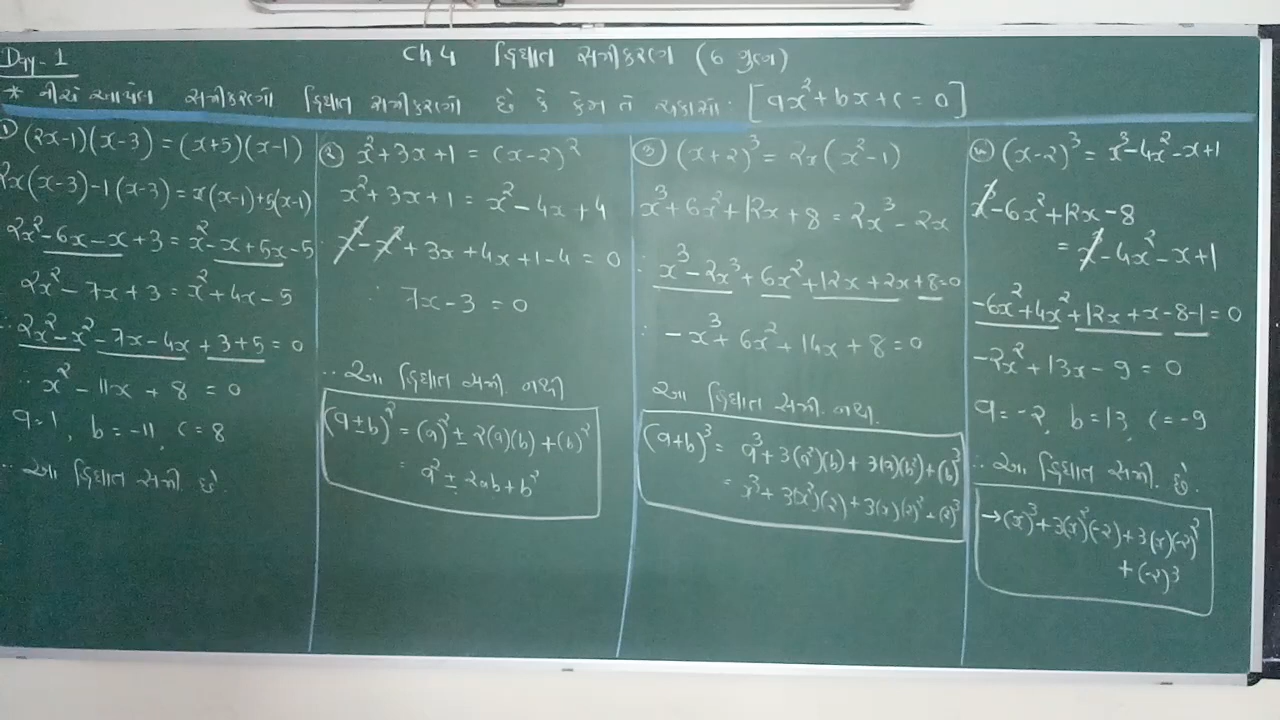 Day-1
Ch 4 દ્વિઘાત સમીકરણ (6 ગુણ)
* નીચે આપેલ સમીકરણો દ્વિઘાત સમીકરણો છે કે કેમ તે ચકાસો: [ax² + bx + c = 0]
① (2x-1)(x-3) = (x+5)(x-1)
2x(x-3)-1(x-3) = x(x-1)+5(x-1)
2x²-6x-x+3 = x²-x+5x-5
2x²-7x+3 = x²+4x-5
∴ 2x²-x²-7x-4x+3+5 = 0
∴ x²-11x+8 = 0
a=1, b=-11, c=8
∴ આ દ્વિઘાત સમી. છે.
② x²+3x+1 = (x-2)²
x²+3x+1 = x²-4x+4
x²-x²+3x+4x+1-4 = 0
∴ 7x-3 = 0
∴ આ દ્વિઘાત સમી. નથી
(a±b)² = (a)² ± 2(a)(b) + (b)²
= a² ± 2ab + b²
③ (x+2)³ = 2x(x²-1)
x³+6x²+12x+8 = 2x³-2x
∴ x³-2x³+6x²+12x+2x+8=0
∴ -x³+6x²+14x+8=0
આ દ્વિઘાત સમી. નથી.
(a+b)³ = a³+3(a²)(b)+3(a)(b²)+(b)³
= x³+3(x²)(2)+3(x)(2)²+(2)³
④ (x-2)³ = x³-4x²-x+1
x³-6x²+12x-8
= x³-4x²-x+1
-6x²+4x²+12x+x-8-1=0
-2x²+13x-9=0
a=-2, b=13, c=-9
∴ આ દ્વિઘાત સમી. છે.
→(x)³+3(x)²(-2)+3(x)(-2)²
+(-2)³